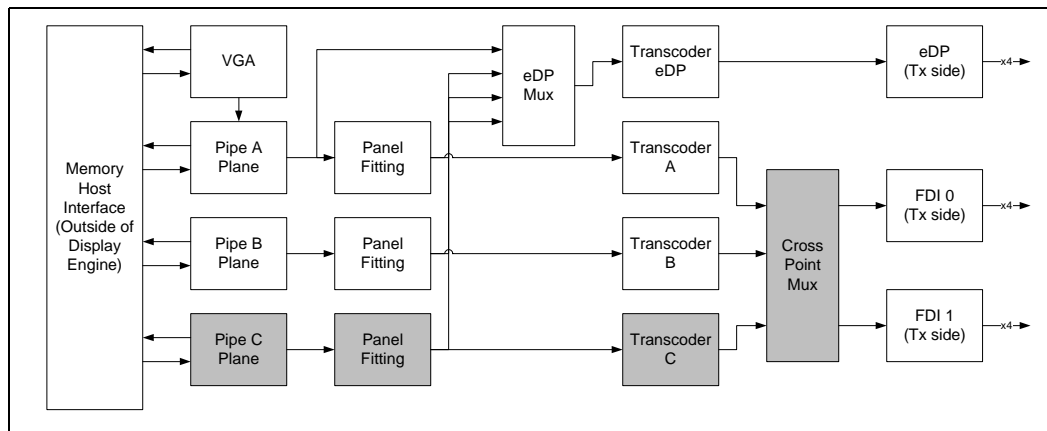 Memory
Host
Interface
(Outside of
Display
Engine)
VGA
eDP
Mux
Transcoder
eDP
eDP
(Tx side)
x4
Pipe A
Plane
Panel
Fitting
Transcoder
A
Pipe B
Plane
Panel
Fitting
Transcoder
B
Pipe C
Plane
Panel
Fitting
Transcoder
C
Cross
Point
Mux
FDI 0
(Tx side)
x4
FDI 1
(Tx side)
x4